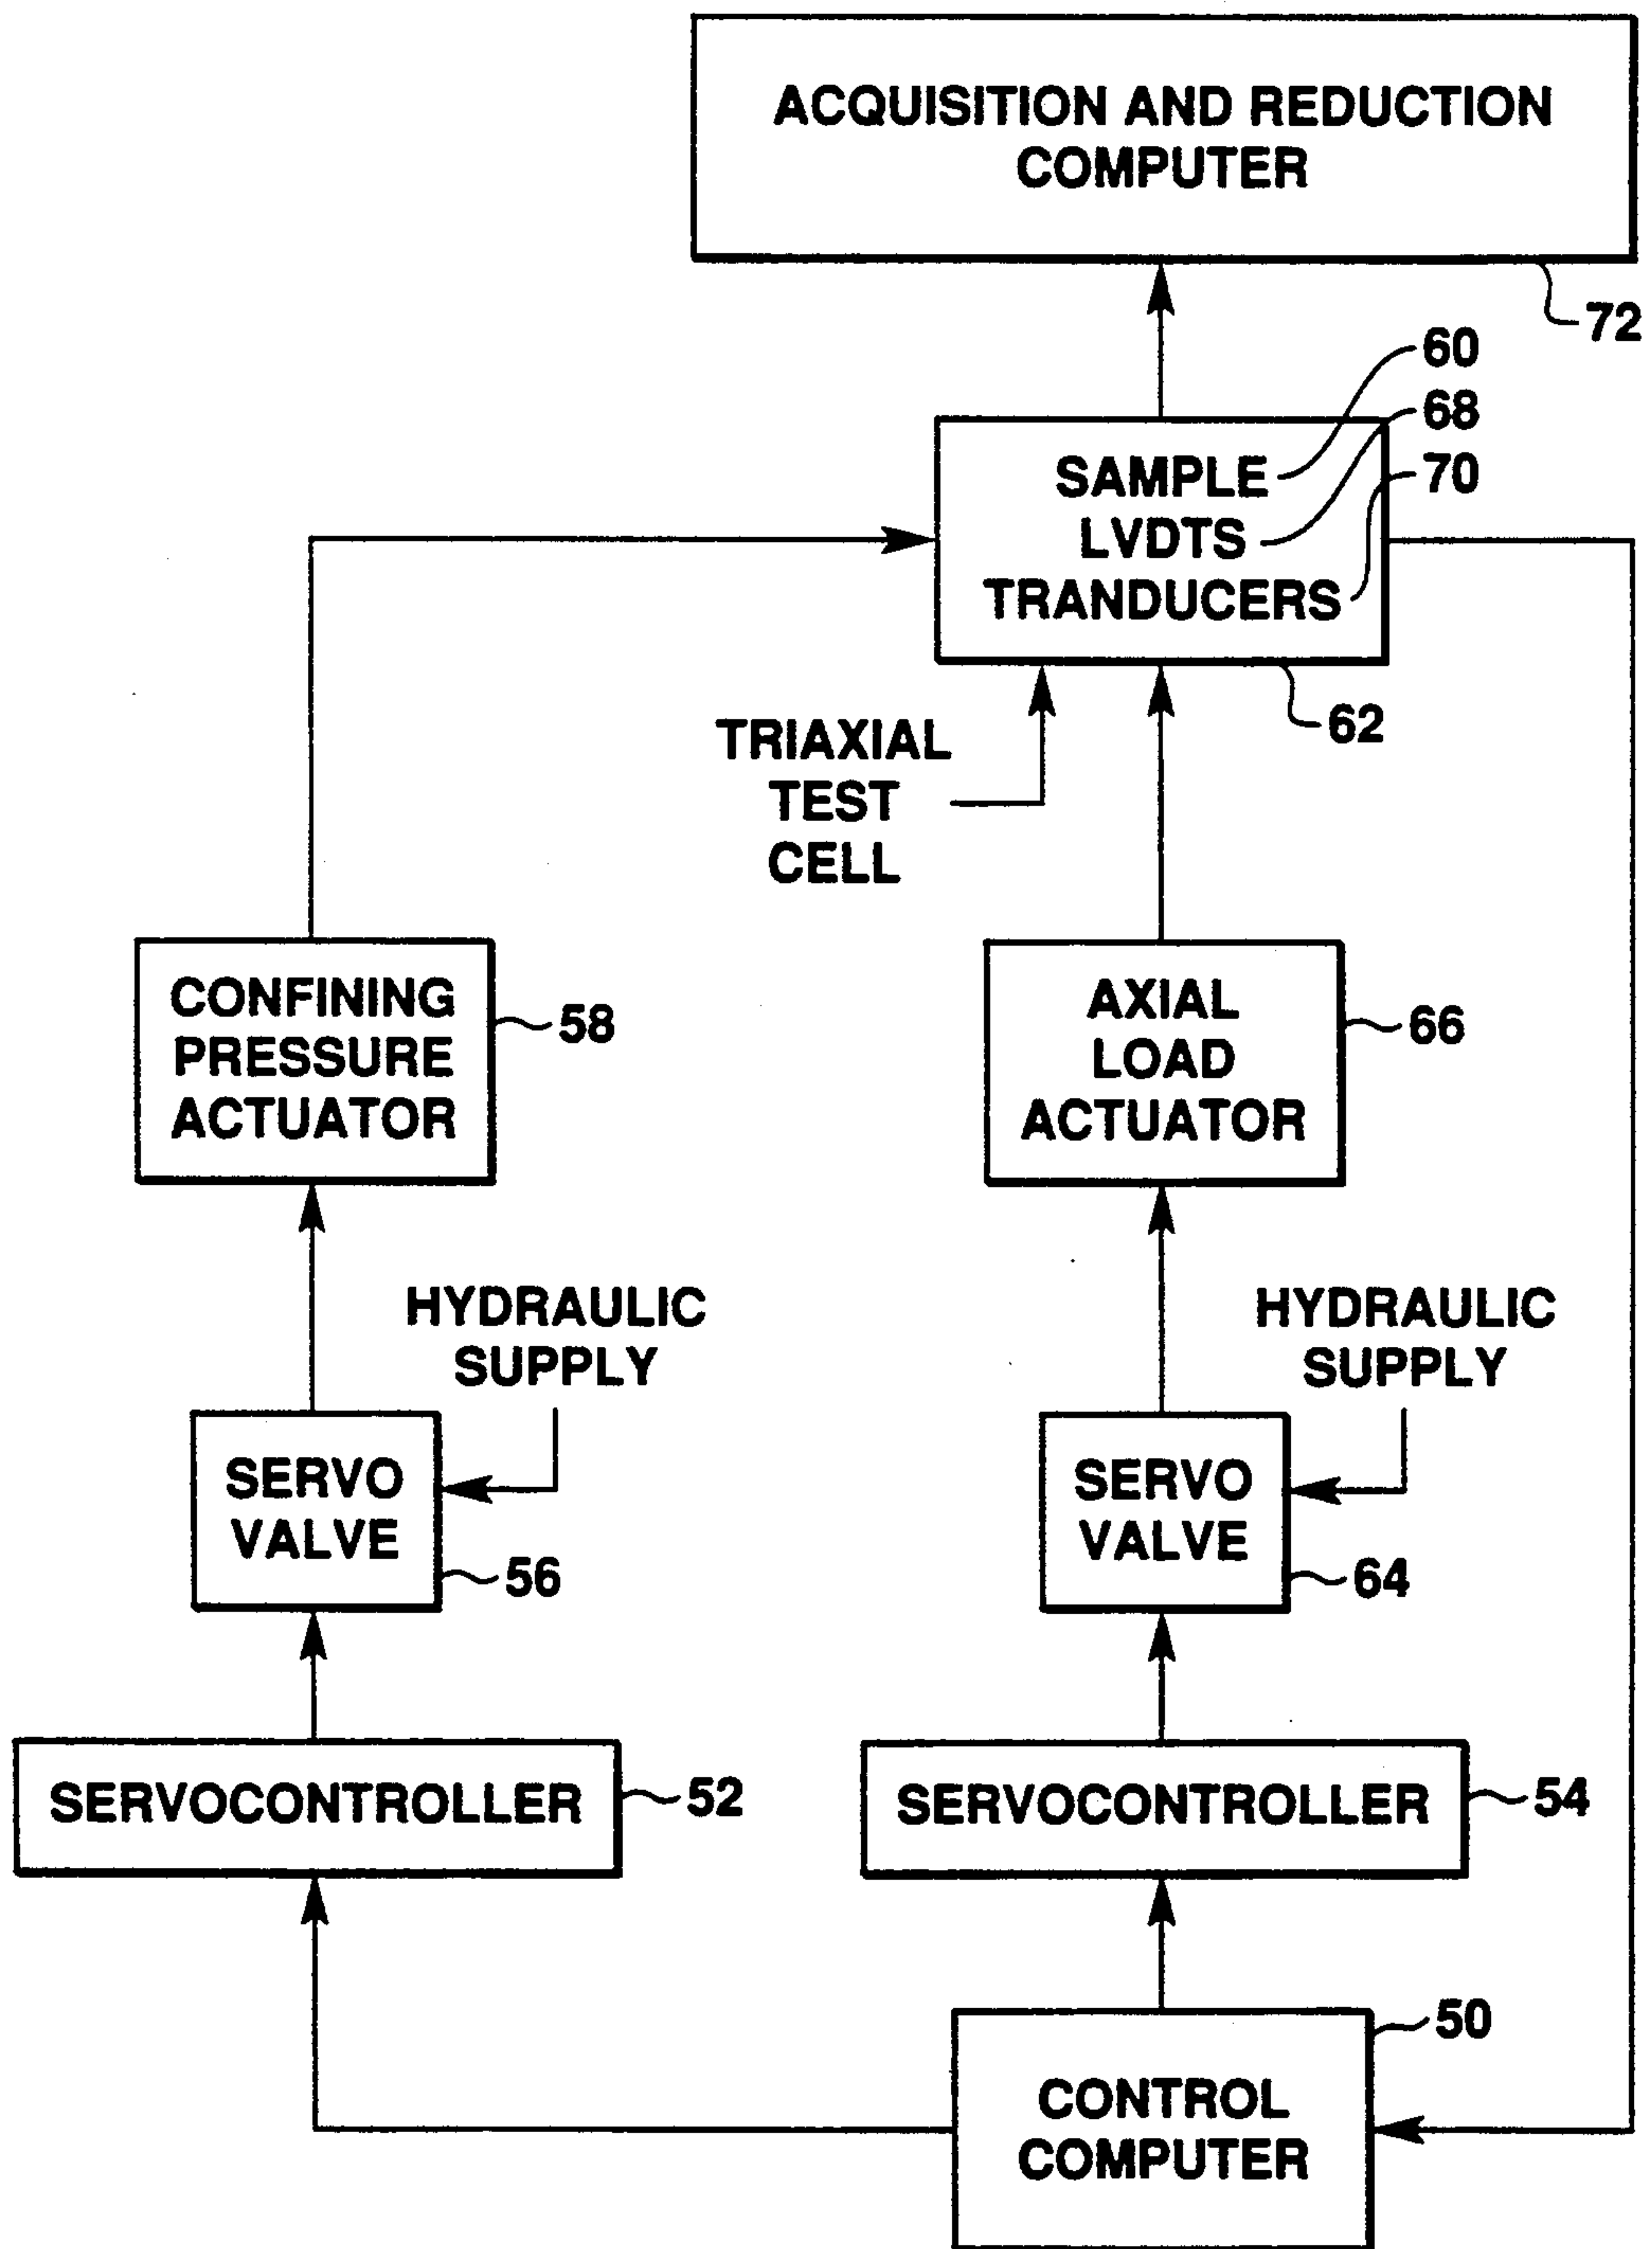 ACQUISITION AND REDUCTION
COMPUTER
72
60
68
70
SAMPLE
LVDTS
TRANDUCERS
62
TRIAXIAL
TEST
CELL
CONFINING
PRESSURE
ACTUATOR
58
AXIAL
LOAD
ACTUATOR
66
HYDRAULIC
SUPPLY
HYDRAULIC
SUPPLY
SERVO
VALVE
56
SERVO
VALVE
64
SERVOCONTROLLER
52
SERVOCONTROLLER
54
50
CONTROL
COMPUTER